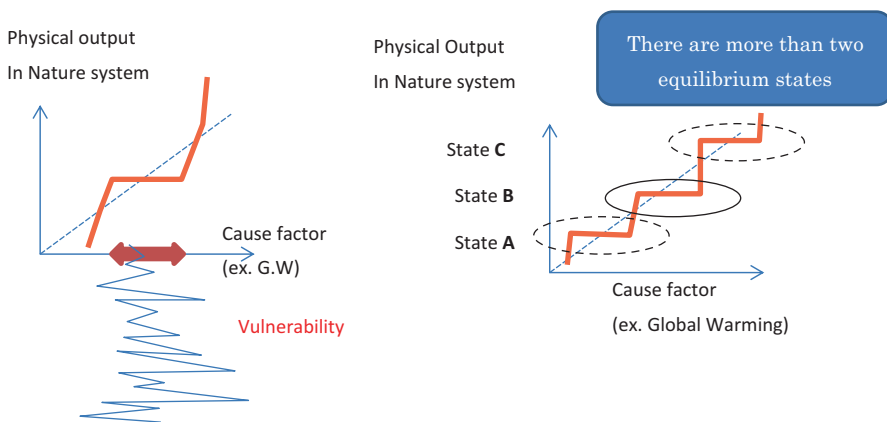 Physical output
In Nature system
Cause factor
(ex. G.W)
Vulnerability
Physical Output
In Nature system
There are more than two
equilibrium states
State C
State B
State A
Cause factor
(ex. Global Warming)